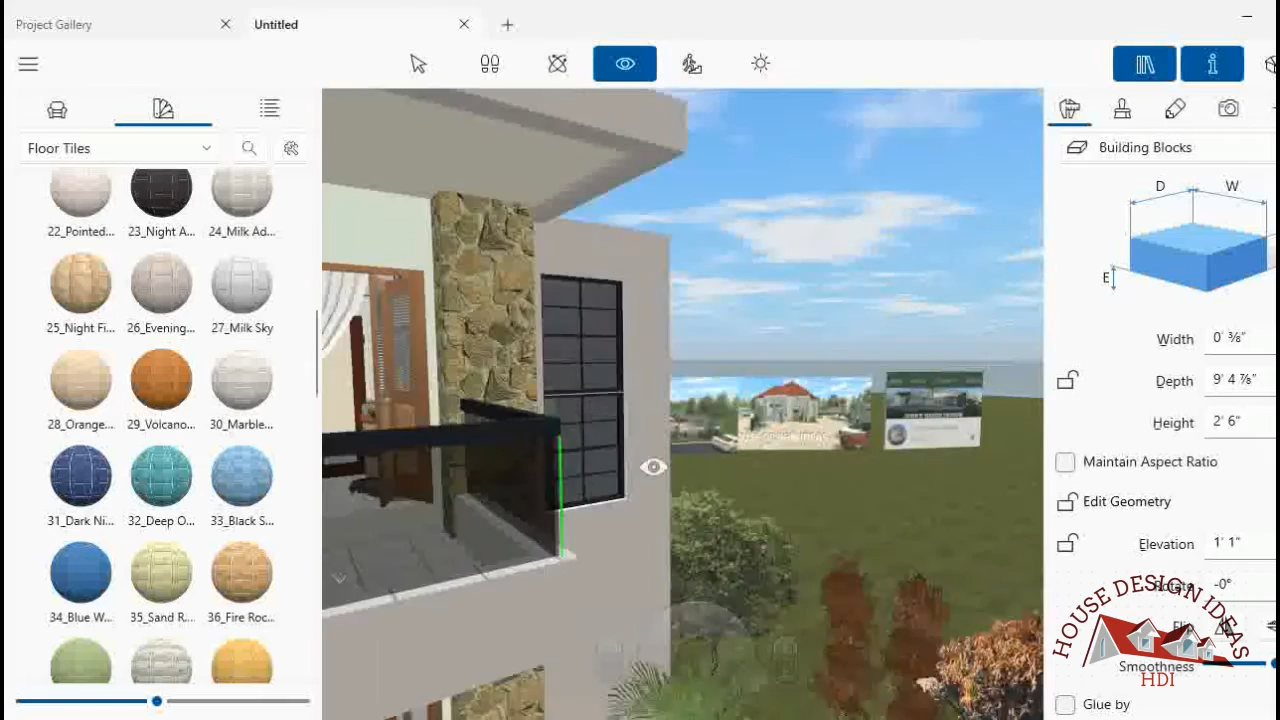 Project Gallery
Untitled
Floor Tiles
22_Pointed...
23_Night A...
24_Milk Ad...
25_Night Fi...
26_Evening...
27_Milk Sky
28_Orange...
29_Volcano...
30_Marble...
31_Dark Ni...
32_Deep O...
33_Black S...
34_Blue W...
35_Sand R...
36_Fire Roc...
Building Blocks
D
W
E
Width
0' ⅜"
Depth
9' 4 ⅞"
Height
2' 6"
Maintain Aspect Ratio
Edit Geometry
Elevation
1' 1"
Rotate
-0°
Flip
Smoothness
Glue by
HOUSE DESIGN IDEAS
HDI